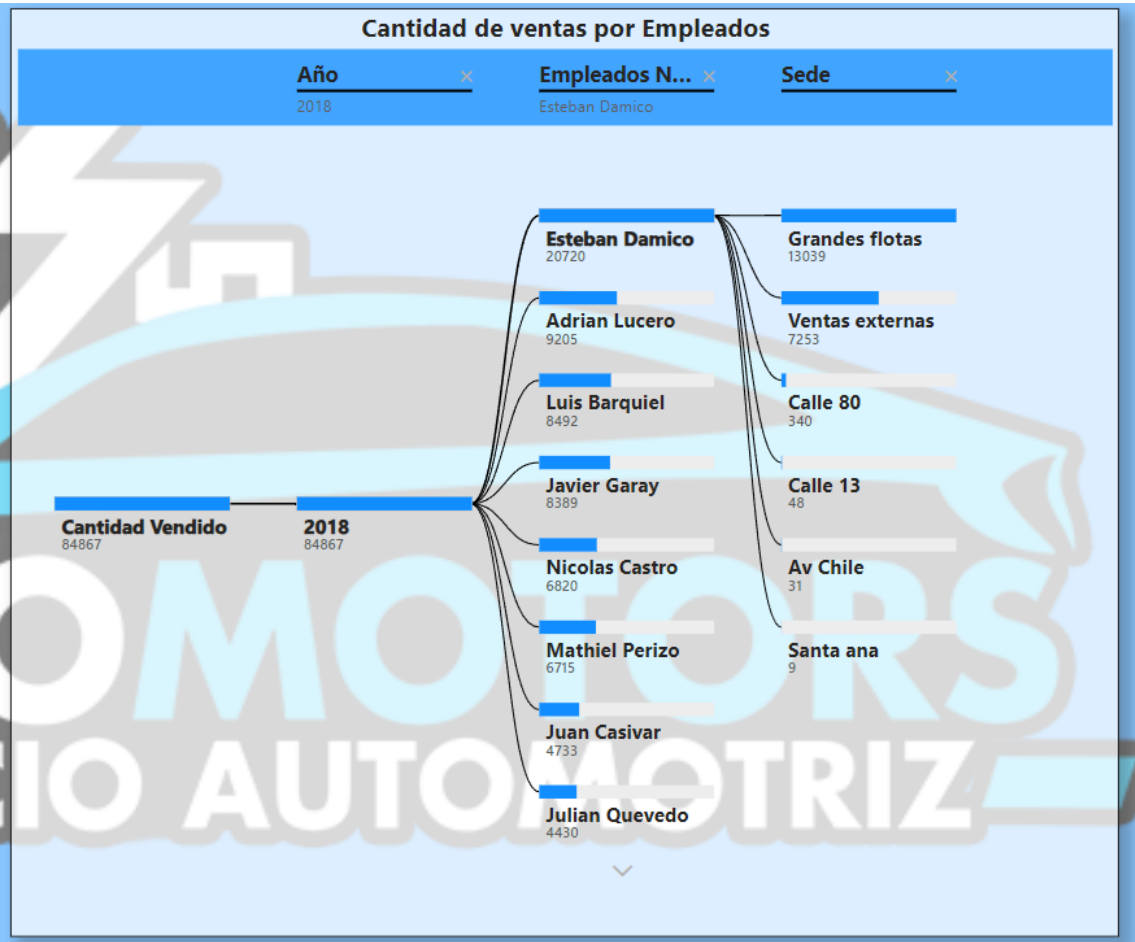 Cantidad de ventas por Empleados
Año
Empleados N...
Sede
2018
Esteban Damico
Esteban Damico
20720
Grandes flotas
13039
Adrian Lucero
9205
Ventas externas
7253
Luis Barquiel
8492
Calle 80
340
Javier Garay
8389
Calle 13
48
Cantidad Vendido
84867
2018
84867
Nicolas Castro
6820
Av Chile
31
Mathiel Perizo
6715
Santa ana
9
Juan Casivar
4733
Julian Quevedo
4430
OMOTORS
CIO AUTOMOTRIZ